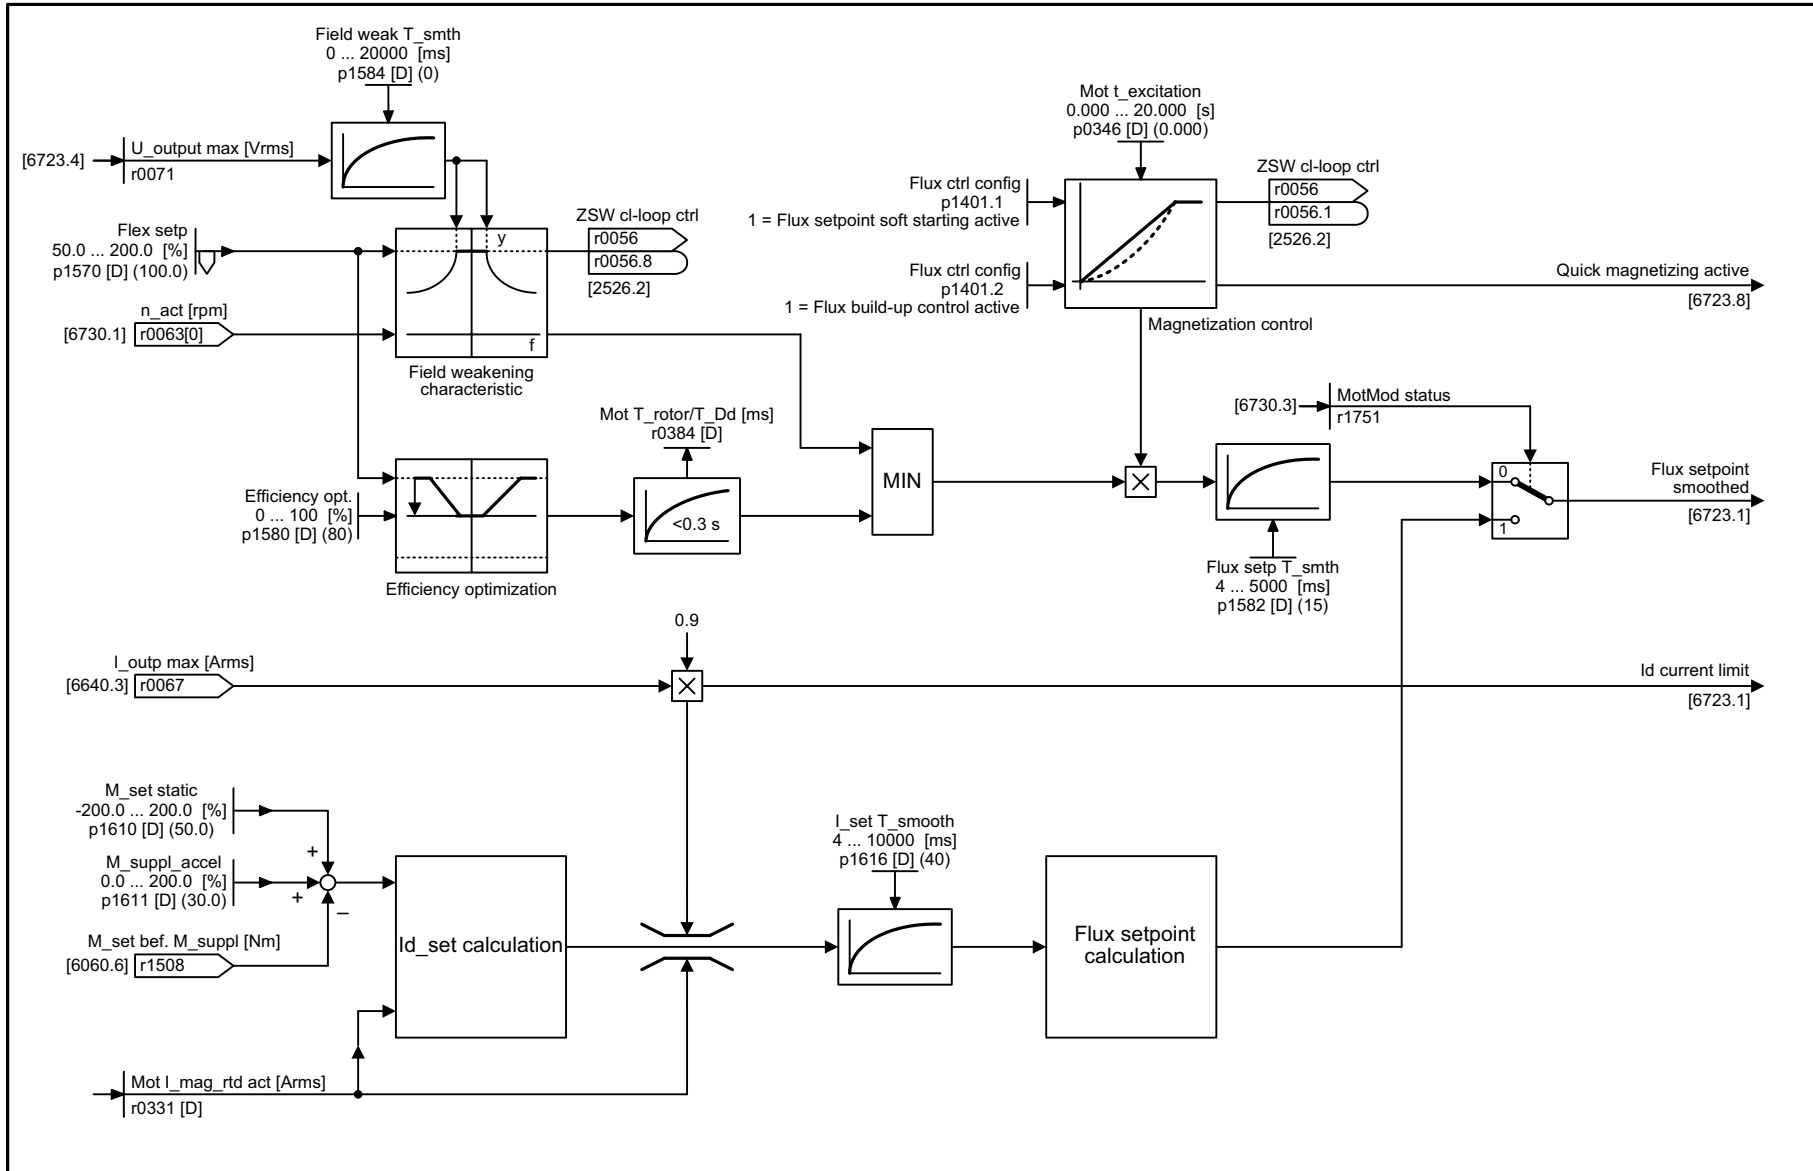 Field weak T_smth
0 ... 20000 [ms]
p1584 [D] (0)
[6723.4]
U_output max [Vrms]
r0071
Flex setp
50.0 ... 200.0 [%]
p1570 [D] (100.0)
n_act [rpm]
[6730.1]
r0063[0]
y
f
Field weakening
characteristic
ZSW cl-loop ctrl
r0056
r0056.8
[2526.2]
Mot t_excitation
0.000 ... 20.000 [s]
p0346 [D] (0.000)
Flux ctrl config
p1401.1
1 = Flux setpoint soft starting active
Flux ctrl config
p1401.2
1 = Flux build-up control active
Magnetization control
ZSW cl-loop ctrl
r0056
r0056.1
[2526.2]
Quick magnetizing active
[6723.8]
Efficiency opt.
0 ... 100 [%]
p1580 [D] (80)
Efficiency optimization
Mot T_rotor/T_Dd [ms]
r0384 [D]
<0.3 s
MIN
[6730.3]
MotMod status
r1751
Flux setp T_smth
4 ... 5000 [ms]
p1582 [D] (15)
0
1
Flux setpoint
smoothed
[6723.1]
0.9
I_outp max [Arms]
[6640.3]
r0067
Id current limit
[6723.1]
M_set static
-200.0 ... 200.0 [%]
p1610 [D] (50.0)
+
M_suppl_accel
0.0 ... 200.0 [%]
p1611 [D] (30.0)
+
–
M_set bef. M_suppl [Nm]
[6060.6]
r1508
Id_set calculation
I_set T_smooth
4 ... 10000 [ms]
p1616 [D] (40)
Flux setpoint
calculation
Mot I_mag_rtd act [Arms]
r0331 [D]